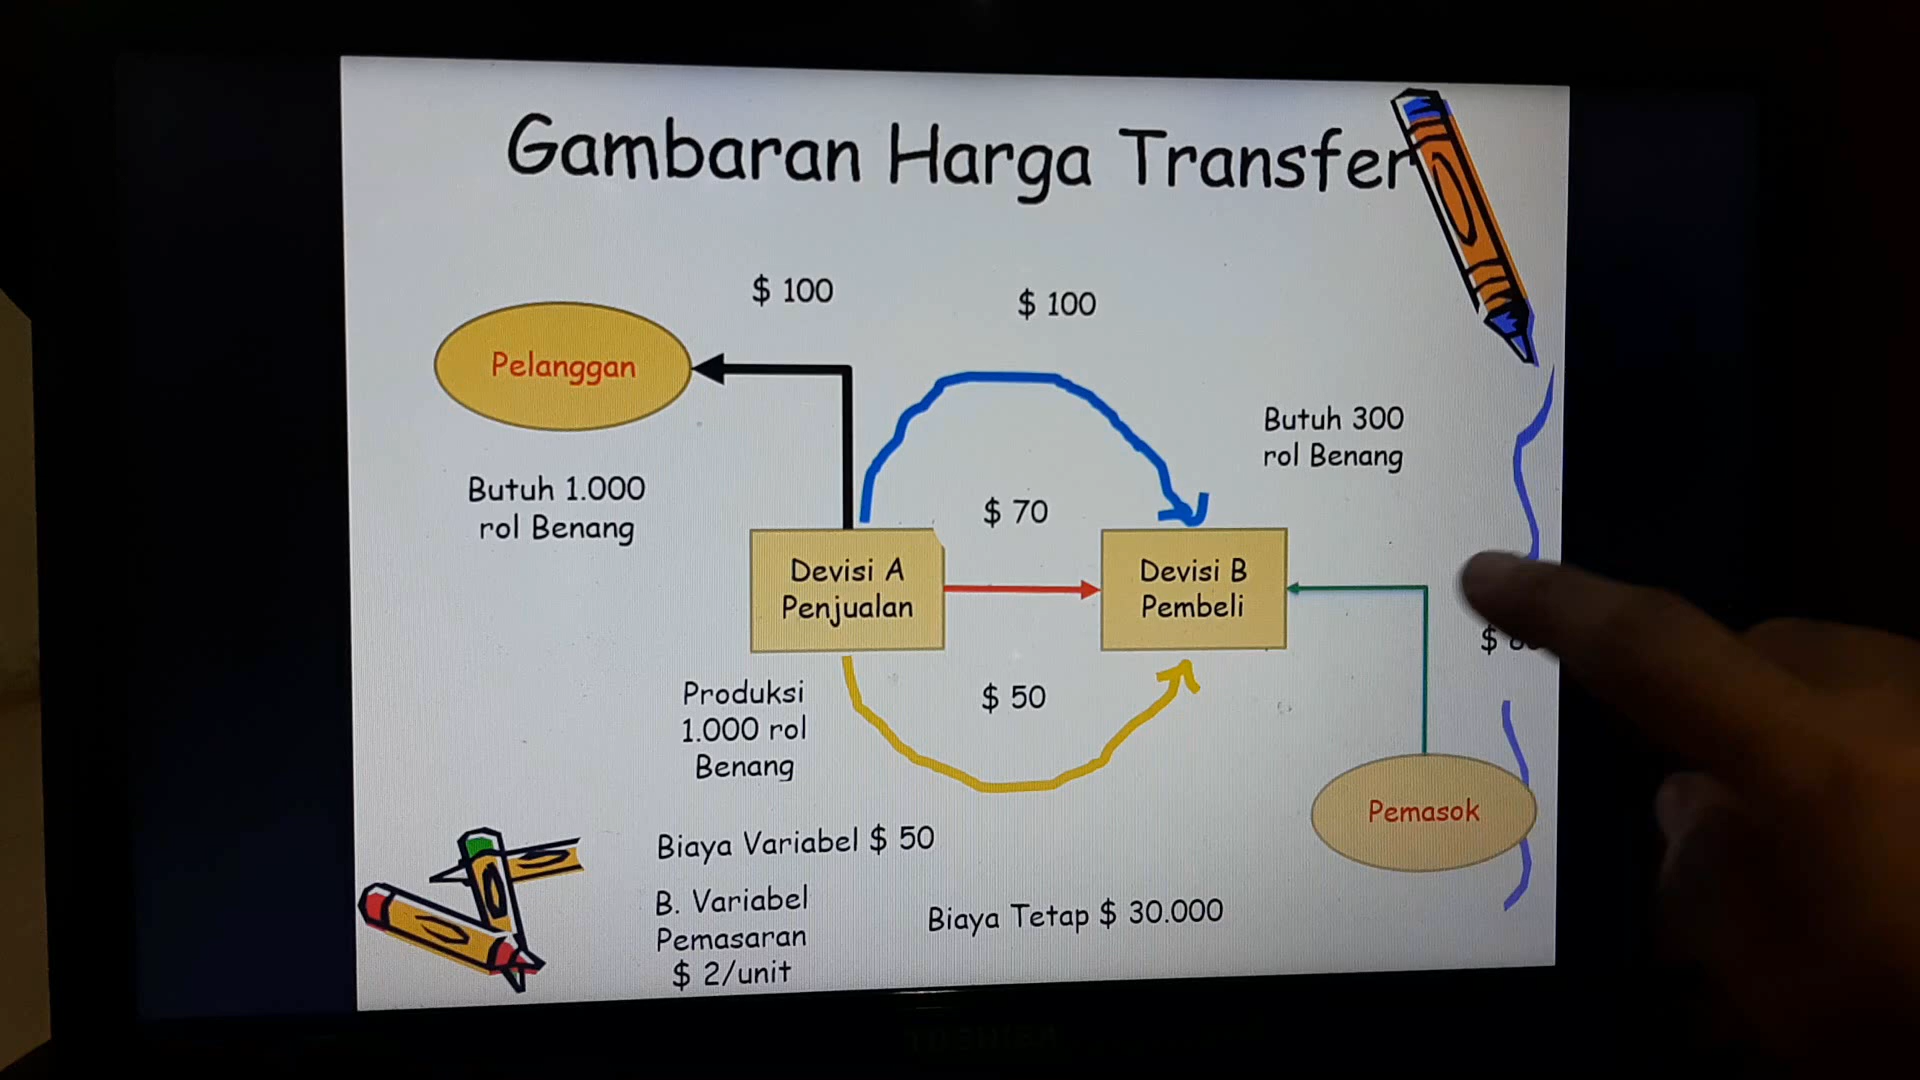 Gambaran Harga Transfer
$ 100
$ 100
Pelanggan
Butuh 300
rol Benang
Butuh 1.000
rol Benang
$ 70
Devisi A
Penjualan
Devisi B
Pembeli
$
Produksi
1.000 rol
Benang
$ 50
Pemasok
Biaya Variabel $ 50
B. Variabel
Pemasaran
$ 2/unit
Biaya Tetap $ 30.000